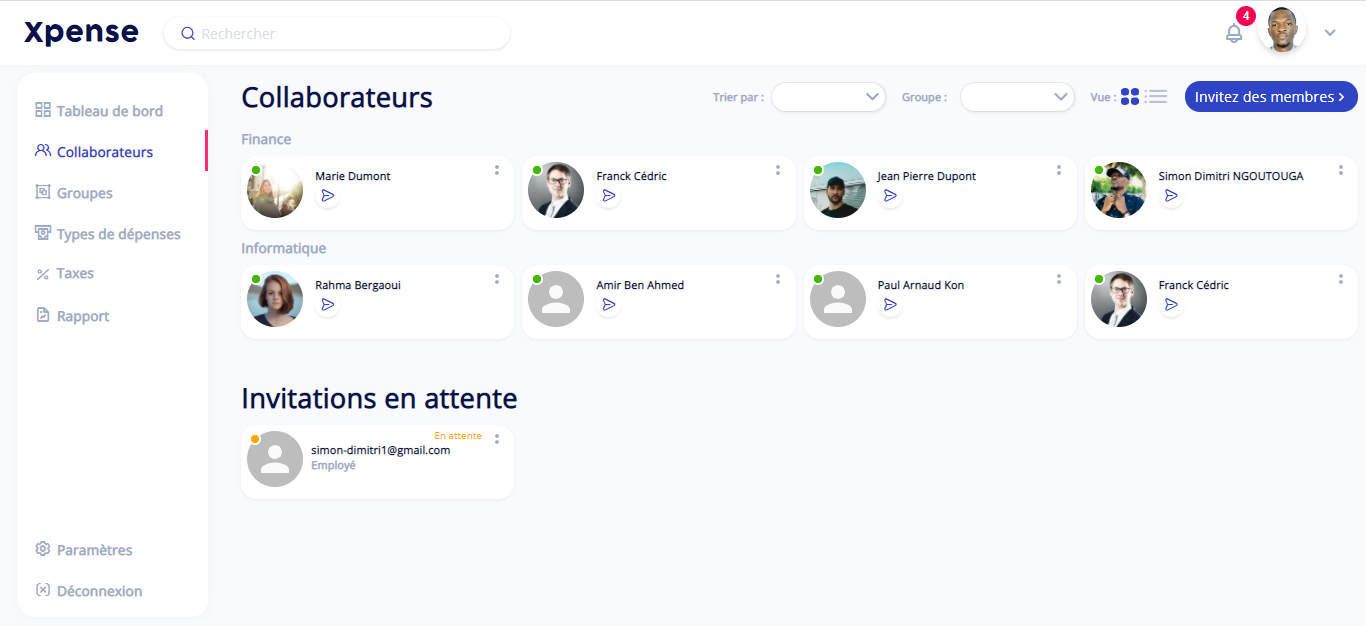 Xpense
Rechercher
4
Tableau de bord
Collaborateurs
Groupes
Types de dépenses
Taxes
Rapport
Paramètres
Déconnexion
Collaborateurs
Trier par :
Groupe :
Vue :
Invitez des membres
Finance
Marie Dumont
Franck Cédric
Jean Pierre Dupont
Simon Dimitri NGOUTOUGA
Informatique
Rahma Bergaoui
Amir Ben Ahmed
Paul Arnaud Kon
Franck Cédric
Invitations en attente
En attente
simon-dimitri1@gmail.com
Employé